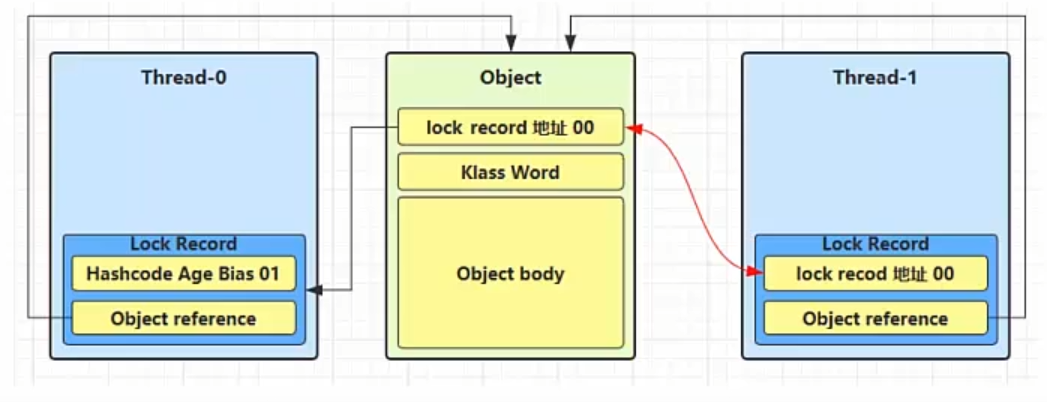 Thread-0
Lock Record
Hashcode Age Bias 01
Object reference
Object
lock record 地址 00
Klass Word
Object body
Thread-1
Lock Record
lock recod 地址 00
Object reference